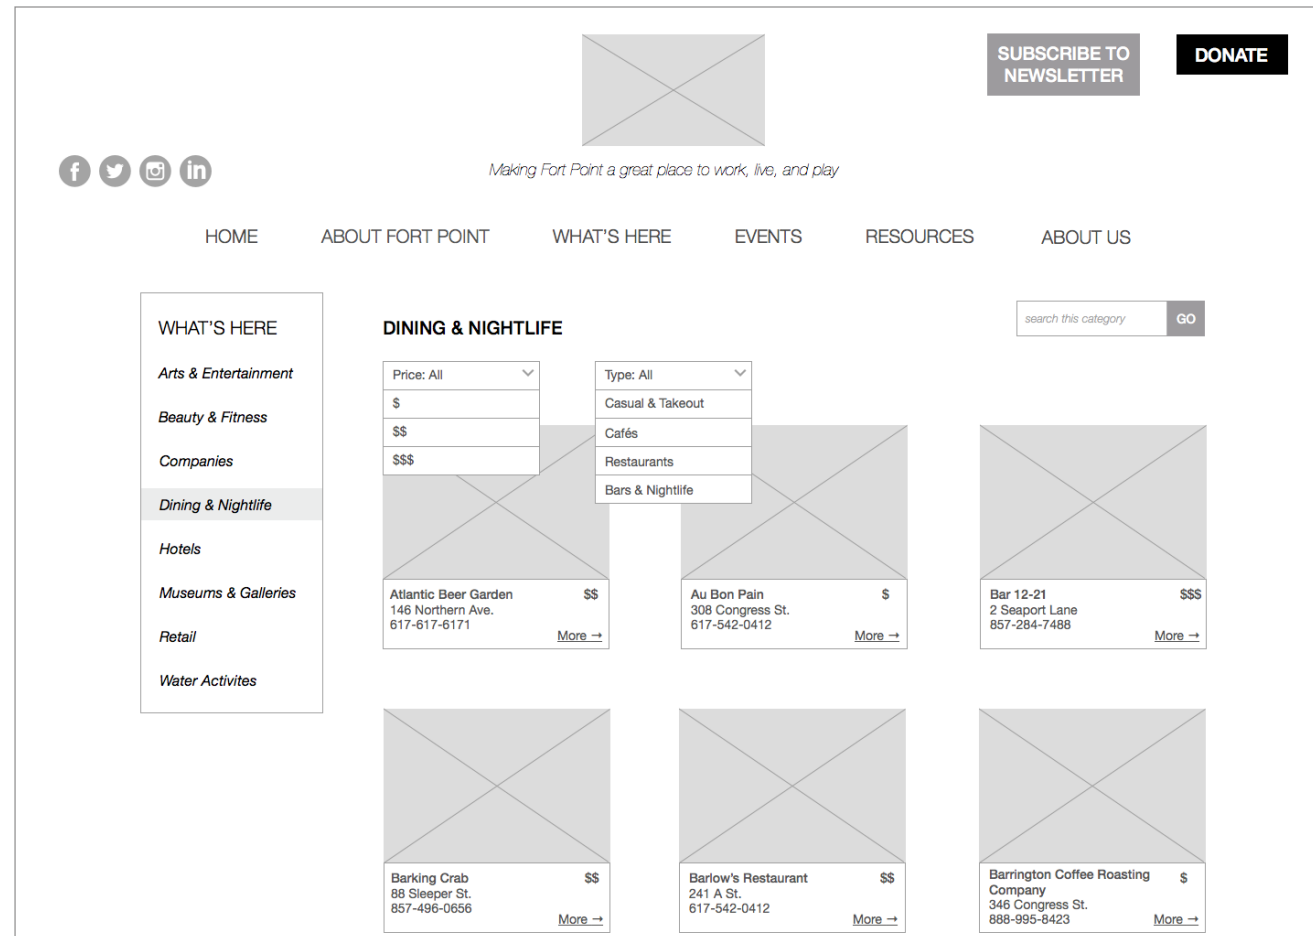 SUBSCRIBE TO
NEWSLETTER
DONATE
Making Fort Point a great place to work, live, and play
HOME
ABOUT FORT POINT
WHAT'S HERE
EVENTS
RESOURCES
ABOUT US
WHAT'S HERE
Arts & Entertainment
Beauty & Fitness
Companies
Dining & Nightlife
Hotels
Museums & Galleries
Retail
Water Activites
DINING & NIGHTLIFE
search this category
GO
Price: All
$
$$
$$$
Type: All
Casual & Takeout
Cafés
Restaurants
Bars & Nightlife
Atlantic Beer Garden $$
146 Northern Ave.
617-617-6171
More →
Au Bon Pain $
308 Congress St.
617-542-0412
More →
Bar 12-21 $$$
2 Seaport Lane
857-284-7488
More →
Barking Crab $$
88 Sleeper St.
857-496-0656
More →
Barlow's Restaurant $$
241 A St.
617-542-0412
More →
Barrington Coffee Roasting $
Company
346 Congress St.
888-995-8423
More →